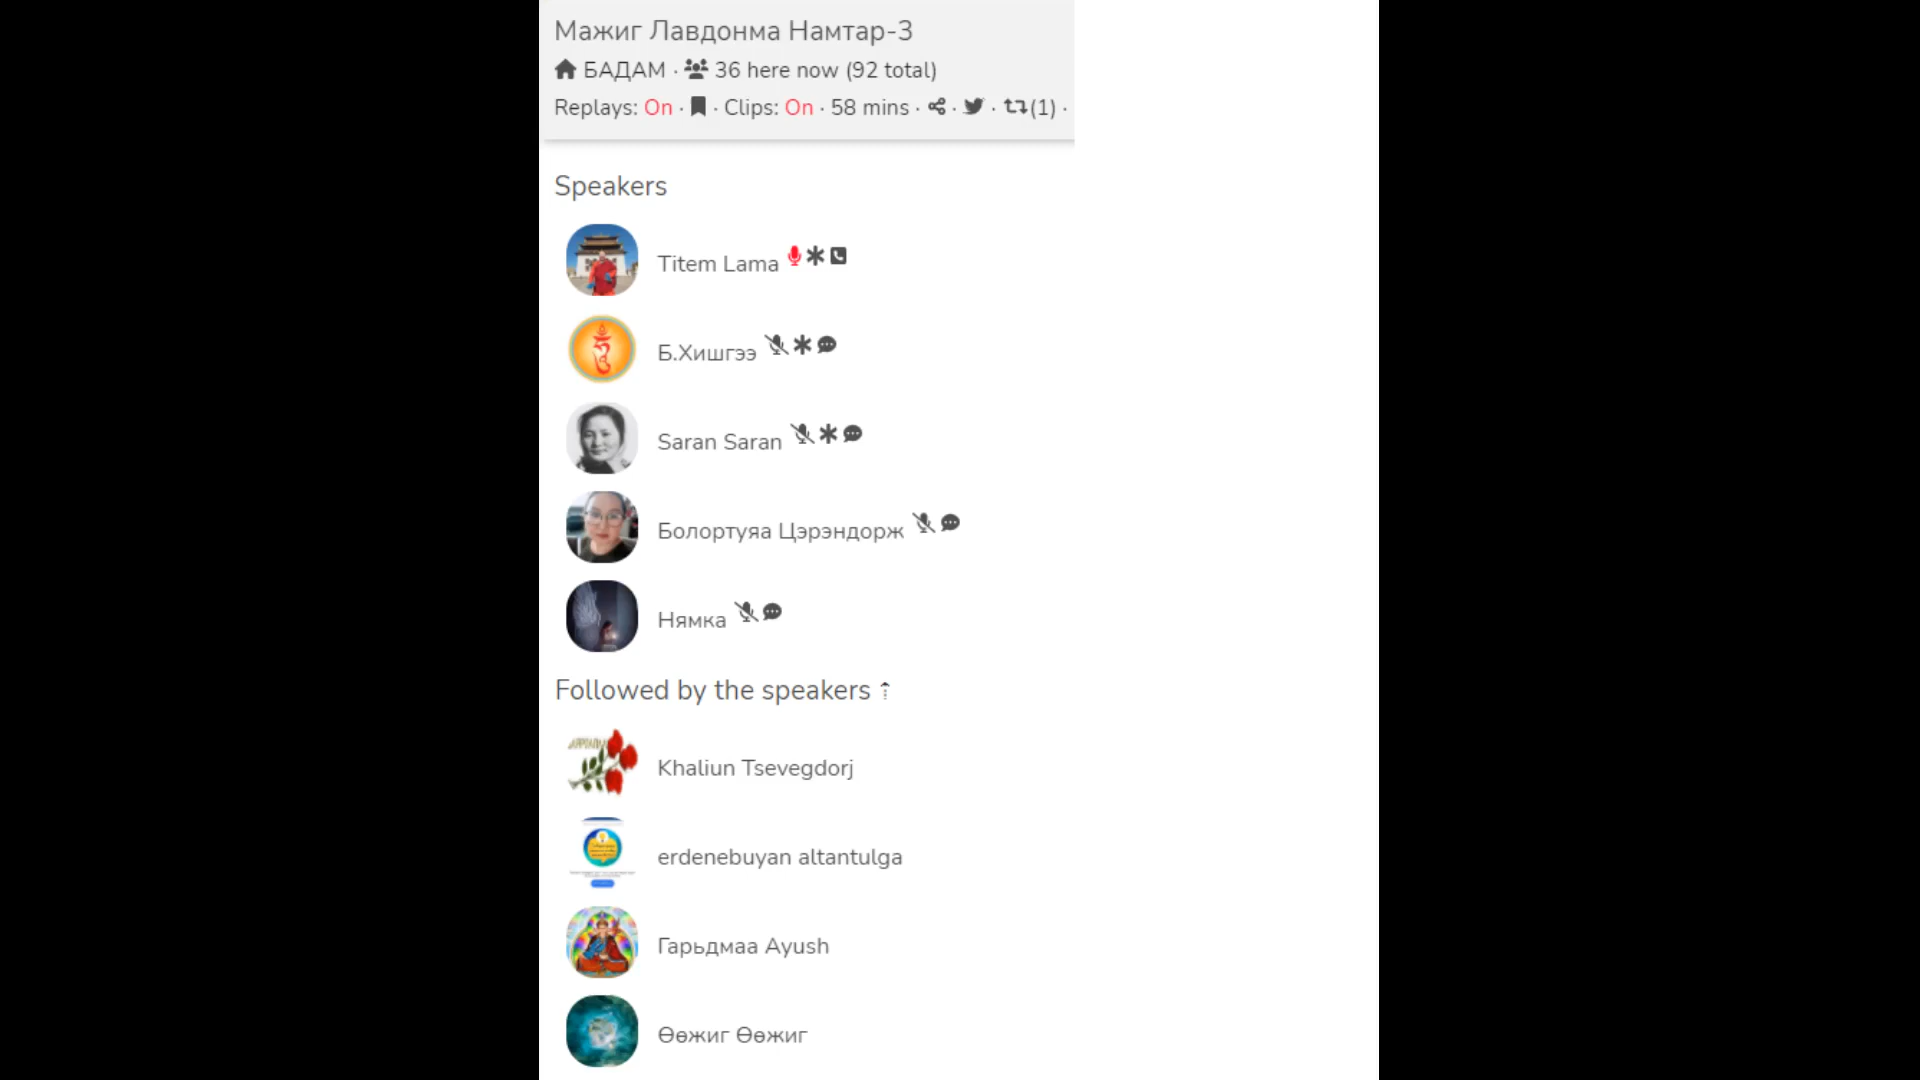 Мажиг Лавдонма Намтар-3
БАДАМ · 36 here now (92 total)
Replays: On · · Clips: On · 58 mins · · · (1) ·
Speakers
Titem Lama
Б.Хишгээ
Saran Saran
Болортуяа Цэрэндорж
Нямка
Followed by the speakers
Khaliun Tsevegdorj
erdenebuyan altantulga
Гарьдмаа Ayush
Өөжиг Өөжиг